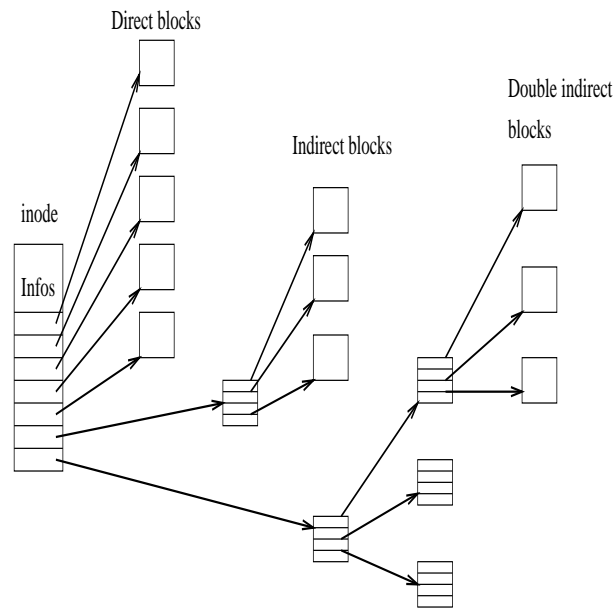 Direct blocks
Double indirect
blocks
Indirect blocks
inode
Infos